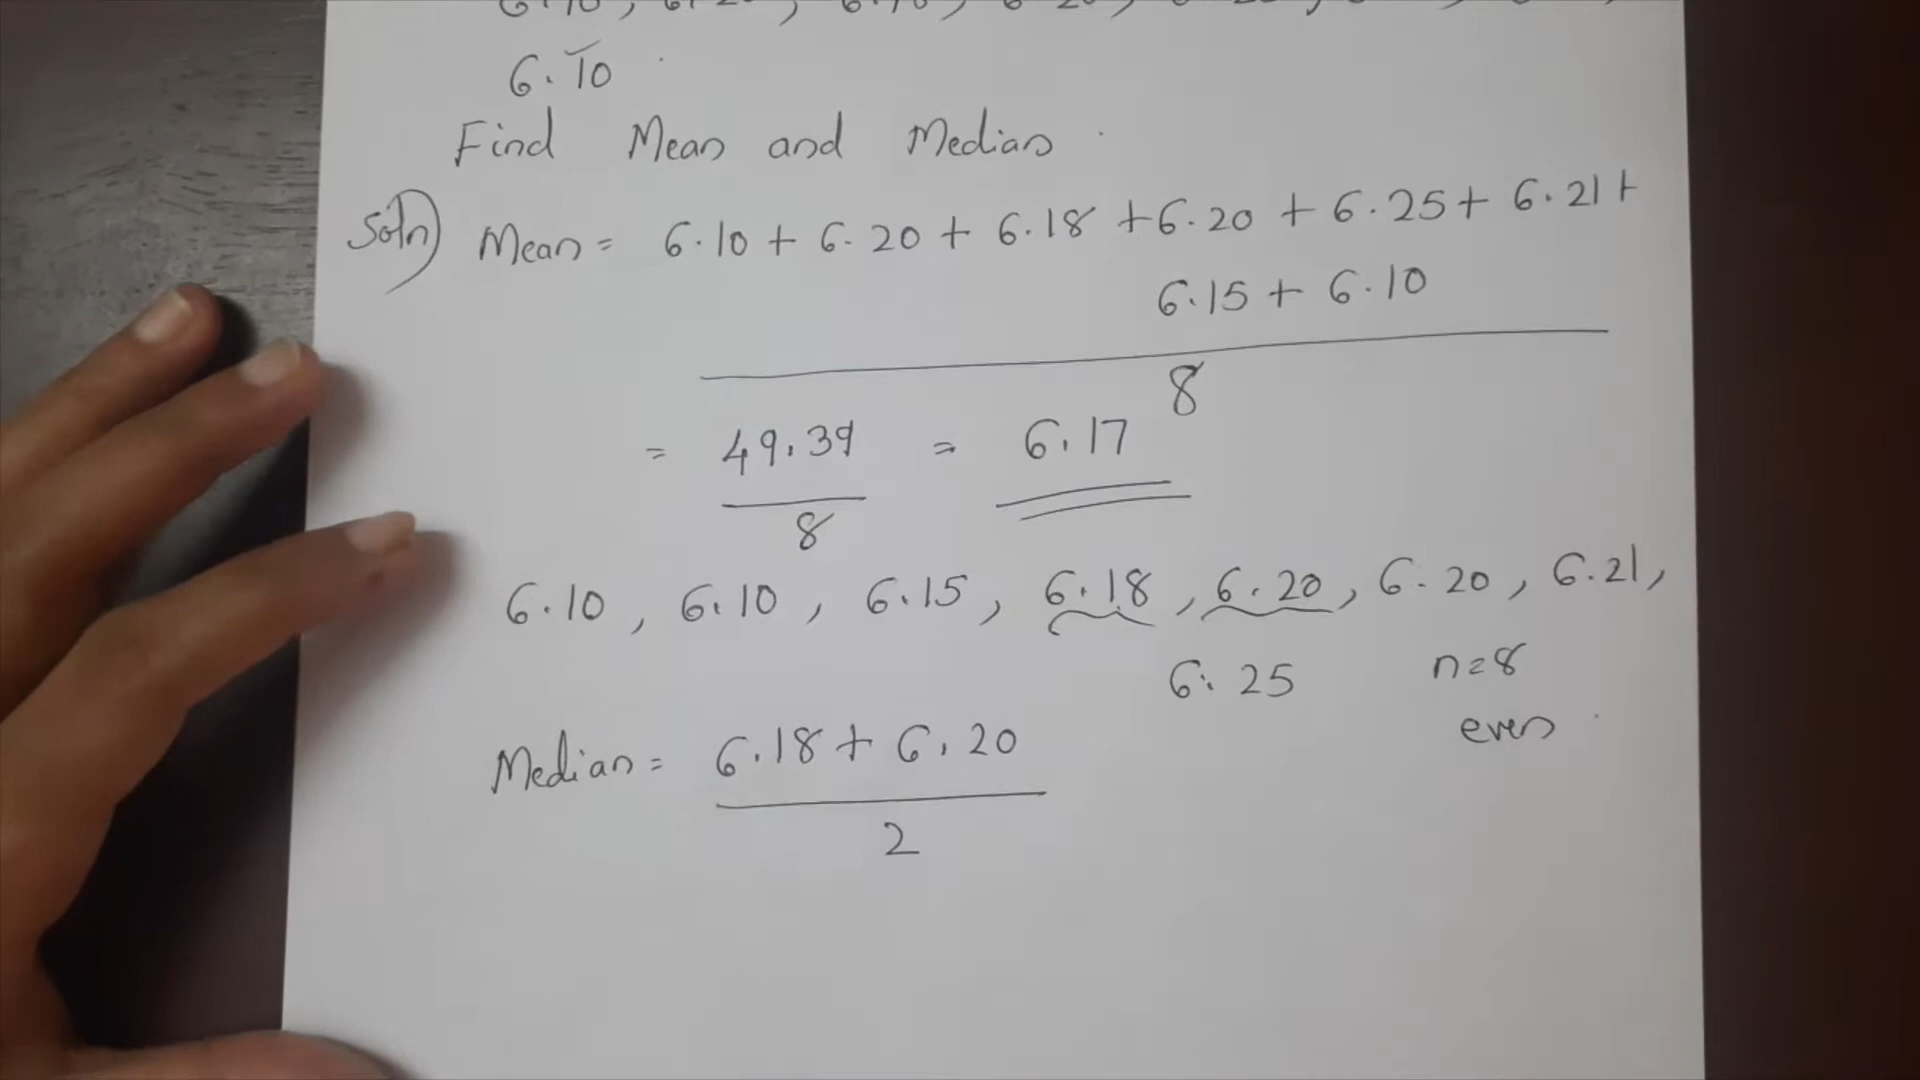 6.10
Find Mean and Median
Soln) Mean = 6.10 + 6.20 + 6.18 + 6.20 + 6.25 + 6.21 +
6.15 + 6.10
8
= 49.39 = 6.17
8
6.10, 6.10, 6.15, 6.18, 6.20, 6.20, 6.21,
6.25 n=8
even
Median = 6.18 + 6.20
2